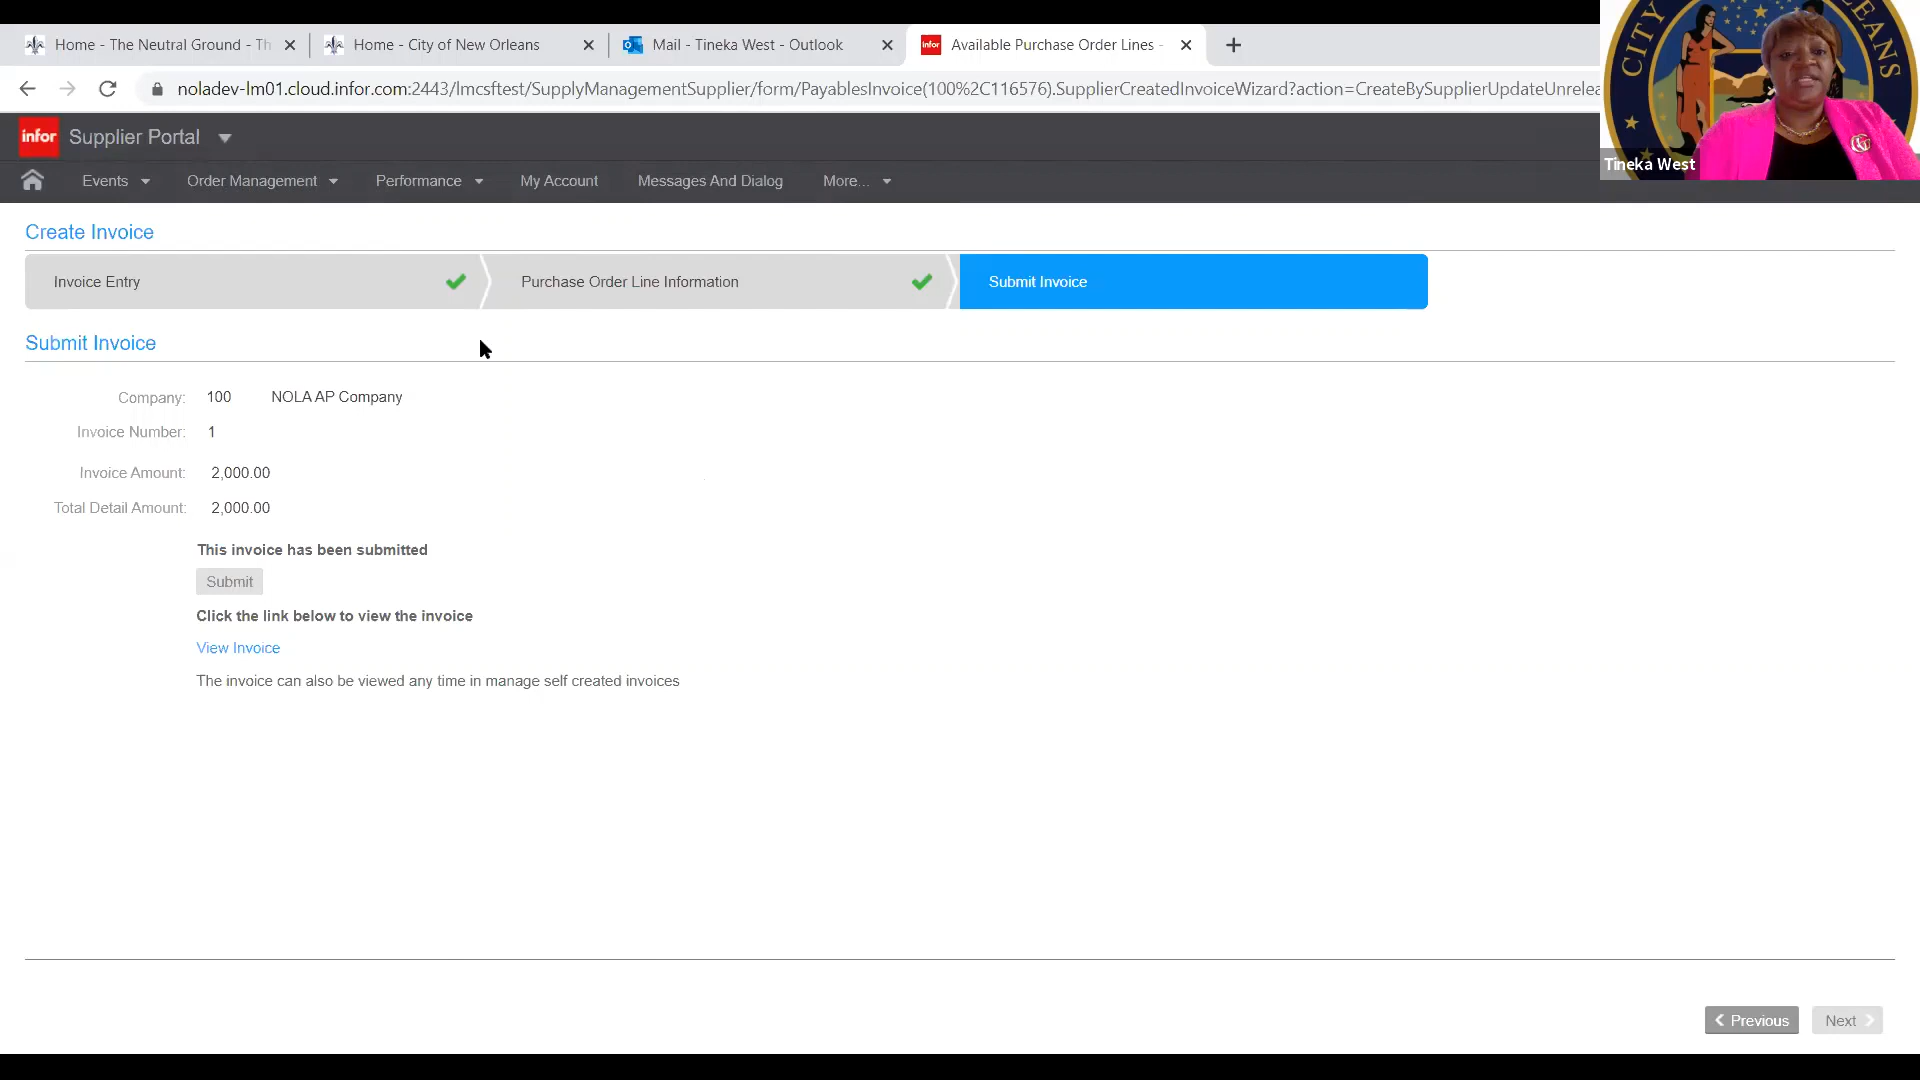 Home - The Neutral Ground - Th
Home - City of New Orleans
Mail - Tineka West - Outlook
infor
Available Purchase Order Lines -
noladev-lm01.cloud.infor.com:2443/lmcsftest/SupplyManagementSupplier/form/PayablesInvoice(100%2C116576).SupplierCreatedInvoiceWizard?action=CreateBySupplierUpdateUnrelea
CITY
LEANS
Tineka West
infor
Supplier Portal
Events
Order Management
Performance
My Account
Messages And Dialog
More...
Create Invoice
Invoice Entry
Purchase Order Line Information
Submit Invoice
Submit Invoice
Company: 100 NOLA AP Company
Invoice Number: 1
Invoice Amount: 2,000.00
Total Detail Amount: 2,000.00
This invoice has been submitted
Submit
Click the link below to view the invoice
View Invoice
The invoice can also be viewed any time in manage self created invoices
Previous
Next